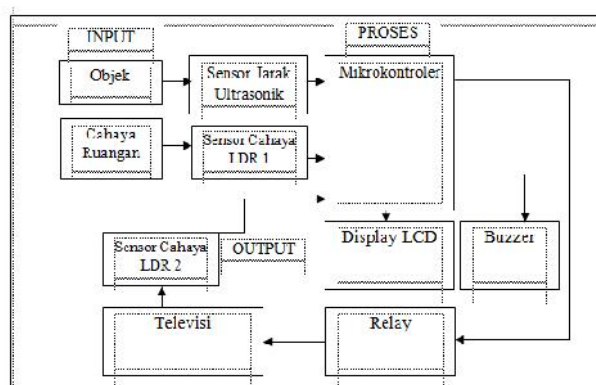 INPUT
PROSES
Objek
Sensor Jarak
Ultrasonik
Mikrokontroler
Cahaya
Ruangan
Sensor Cahaya
LDR 1
Sensor Cahaya
LDR 2
OUTPUT
Display LCD
Buzzer
Televisi
Relay